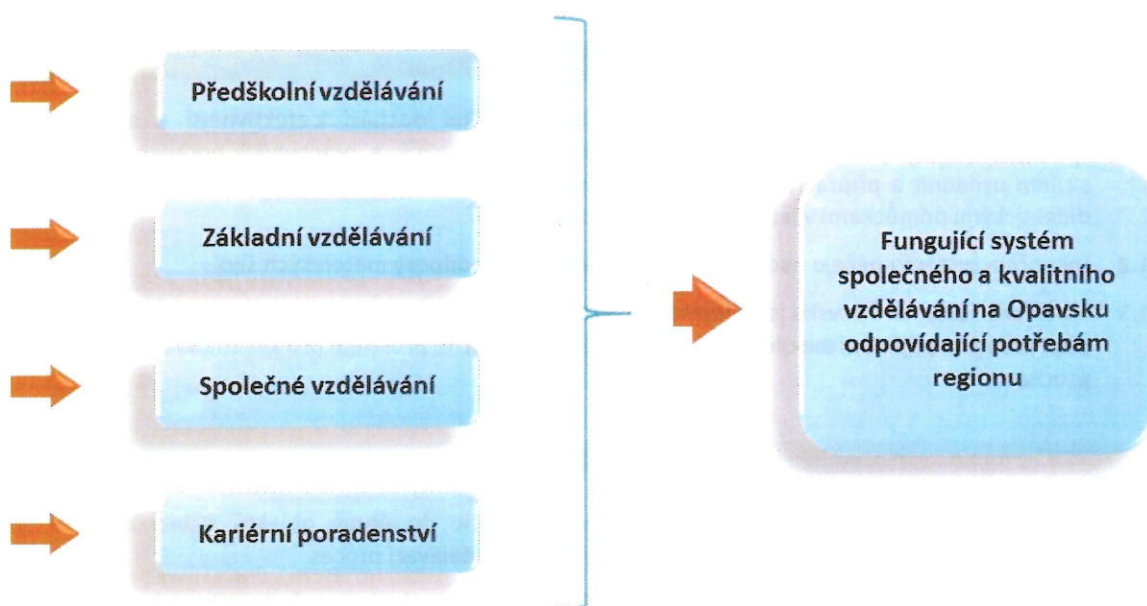 Předškolní vzdělávání
Základní vzdělávání
Společné vzdělávání
Kariérní poradenství
Fungující systém
společného a kvalitního
vzdělávání na Opavsku
odpovídající potřebám
regionu